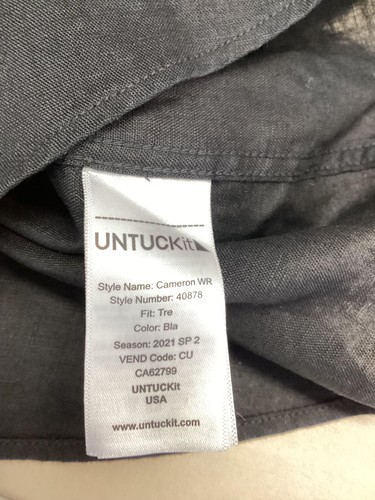 UNTUCKit
Style Name: Cameron WR
Style Number: 40878
Fit: Tre
Color: Bla
Season: 2021 SP 2
VEND Code: CU
CA62799
UNTUCKit
USA
www.untuckit.com